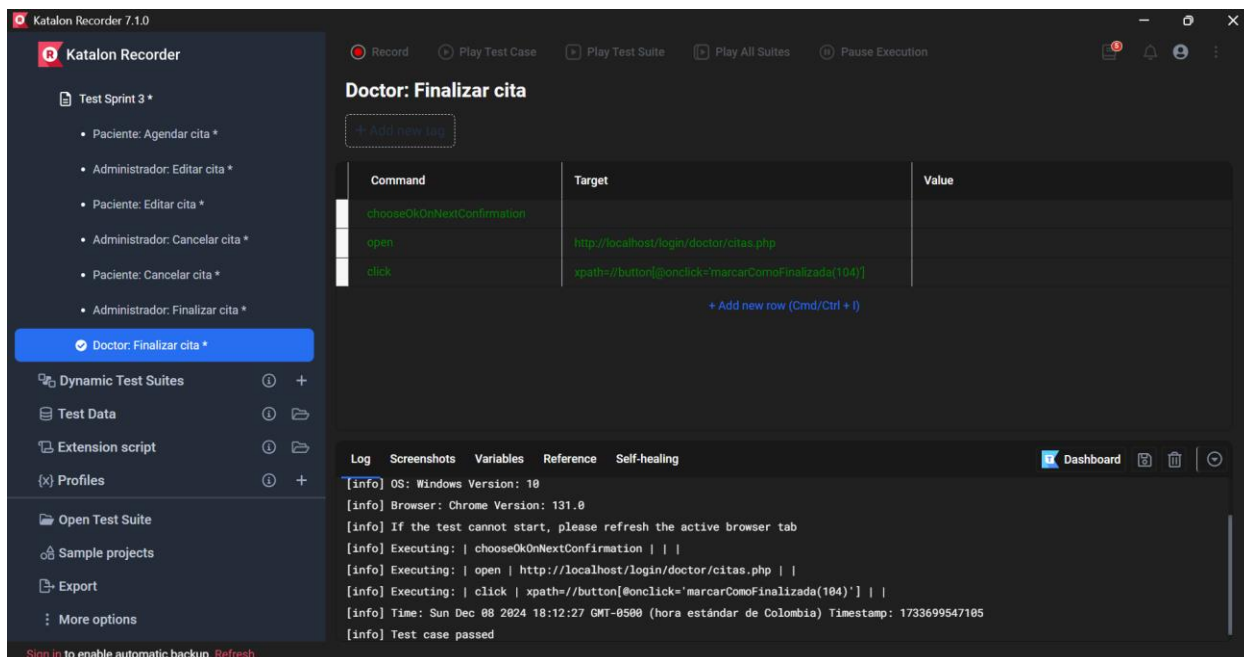 Katalon Recorder 7.1.0
Katalon Recorder
Record Play Test Case Play Test Suite Play All Suites Pause Execution
Test Sprint 3 *
Paciente: Agendar cita *
Administrador: Editar cita *
Paciente: Editar cita *
Administrador: Cancelar cita *
Paciente: Cancelar cita *
Administrador: Finalizar cita *
Doctor: Finalizar cita *
Dynamic Test Suites
Test Data
Extension script
{x} Profiles
Open Test Suite
Sample projects
Export
More options
Sign in to enable automatic backup. Refresh
Doctor: Finalizar cita
+ Add new tag
Command Target Value
chooseOkOnNextConfirmation
open http://localhost/login/doctor/citas.php
click xpath=//button[@onclick='marcarComoFinalizada(104)']
+ Add new row (Cmd/Ctrl + I)
Log Screenshots Variables Reference Self-healing Dashboard
[info] OS: Windows Version: 10
[info] Browser: Chrome Version: 131.0
[info] If the test cannot start, please refresh the active browser tab
[info] Executing: | chooseOkOnNextConfirmation | | |
[info] Executing: | open | http://localhost/login/doctor/citas.php | |
[info] Executing: | click | xpath=//button[@onclick='marcarComoFinalizada(104)'] | |
[info] Time: Sun Dec 08 2024 18:12:27 GMT-0500 (hora estándar de Colombia) Timestamp: 1733699547105
[info] Test case passed